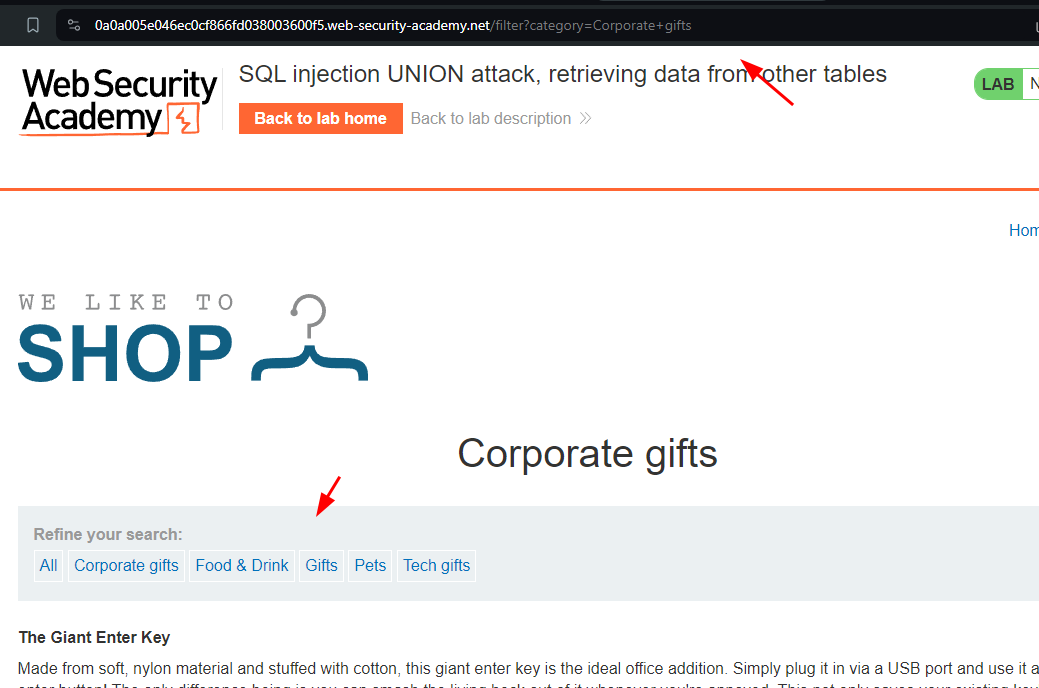 0a0a005e046ec0cf866fd038003600f5.web-security-academy.net/filter?category=Corporate+gifts
WebSecurity
Academy
SQL injection UNION attack, retrieving data from other tables
LAB
Back to lab home
Back to lab description
WE LIKE TO
SHOP
Corporate gifts
Refine your search:
All Corporate gifts Food & Drink Gifts Pets Tech gifts
The Giant Enter Key
Made from soft, nylon material and stuffed with cotton, this giant enter key is the ideal office addition. Simply plug it in via a USB port and use it a